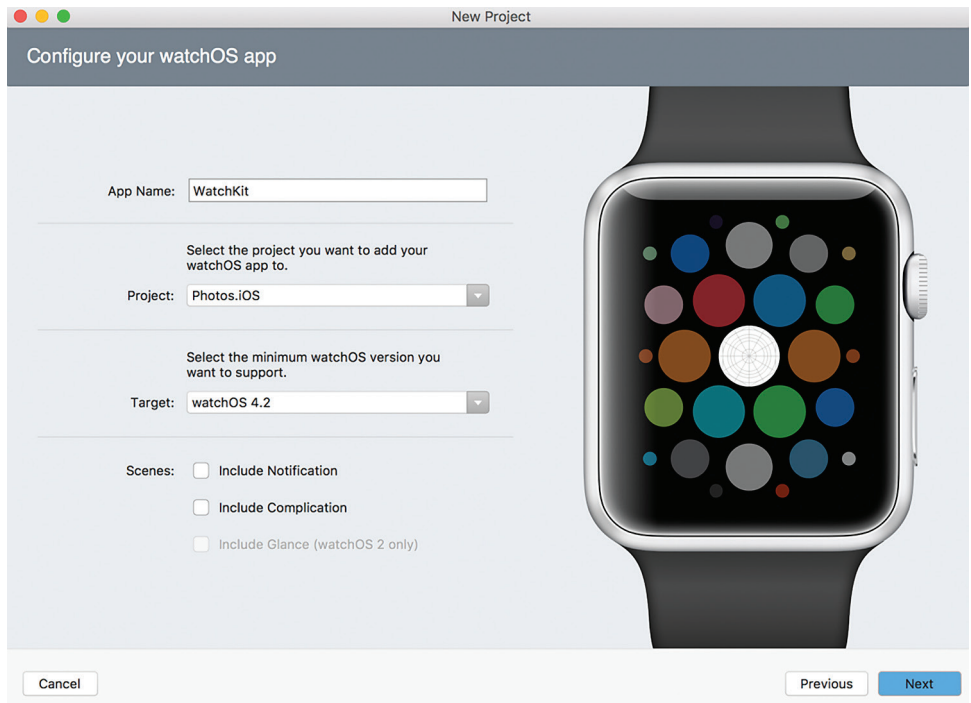 New Project
Configure your watchOS app
App Name: WatchKit
Select the project you want to add your
watchOS app to.
Project: Photos.iOS
Select the minimum watchOS version you
want to support.
Target: watchOS 4.2
Scenes: Include Notification
Include Complication
Include Glance (watchOS 2 only)
Cancel Previous Next